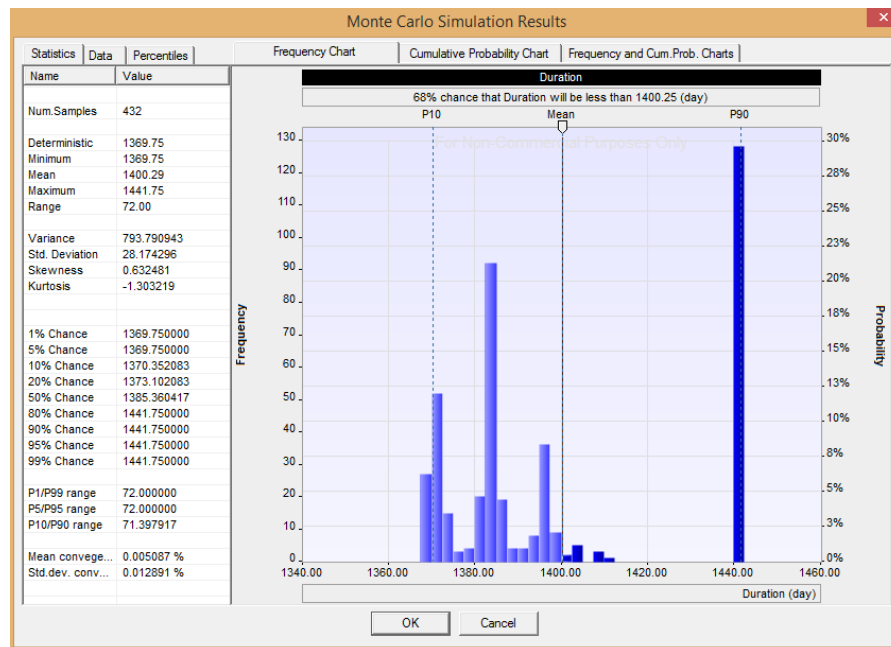 Monte Carlo Simulation Results
Statistics Data Percentiles
Name Value
Num.Samples 432
Deterministic 1369.75
Minimum 1369.75
Mean 1400.29
Maximum 1441.75
Range 72.00
Variance 793.790943
Std. Deviation 28.174296
Skewness 0.632481
Kurtosis -1.303219
1% Chance 1369.750000
5% Chance 1369.750000
10% Chance 1370.352083
20% Chance 1373.102083
50% Chance 1385.360417
80% Chance 1441.750000
90% Chance 1441.750000
95% Chance 1441.750000
99% Chance 1441.750000
P1/P99 range 72.000000
P5/P95 range 72.000000
P10/P90 range 71.397917
Mean convege... 0.005087 %
Std.dev. conv... 0.012891 %
Frequency Chart Cumulative Probability Chart Frequency and Cum.Prob. Charts
Duration
68% chance that Duration will be less than 1400.25 (day)
P10 Mean P90
For Non-Commercial Purposes Only
130
120
110
100
90
80
70
60
50
40
30
20
10
0
Frequency
30%
28%
25%
23%
20%
18%
15%
13%
10%
8%
5%
3%
0%
Probability
1340.00 1360.00 1380.00 1400.00 1420.00 1440.00 1460.00
Duration (day)
OK Cancel